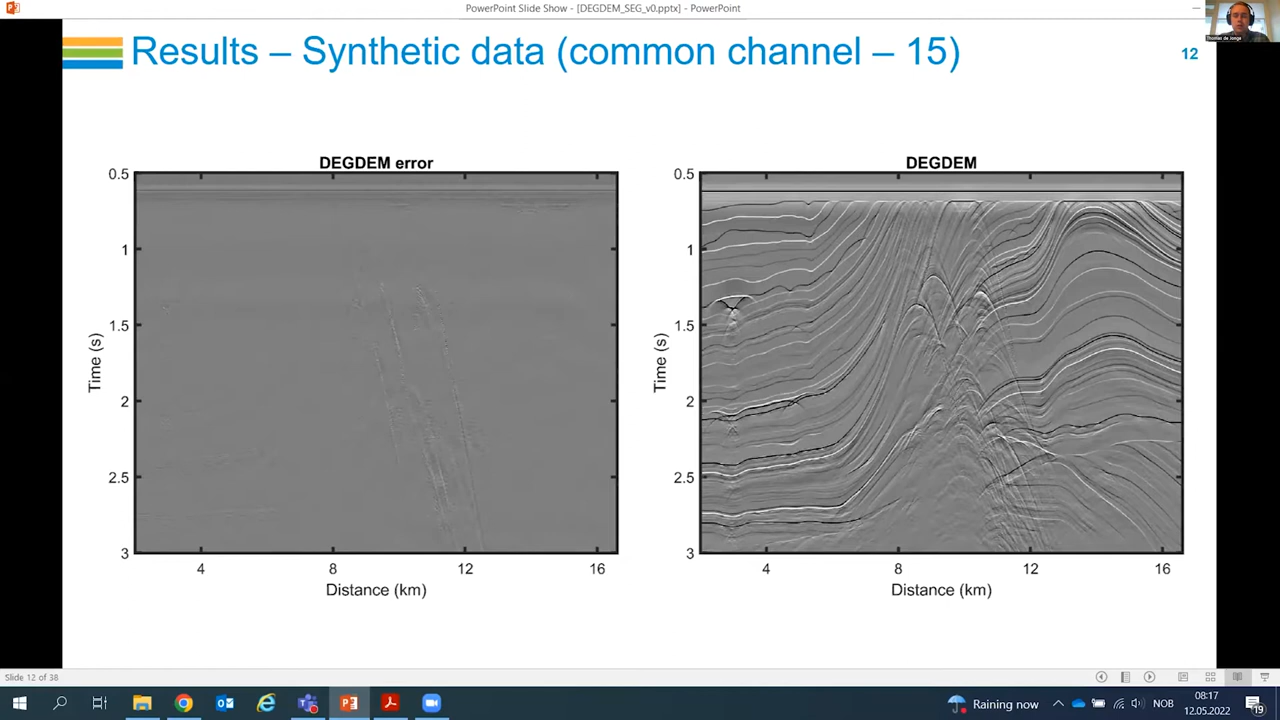 PowerPoint Slide Show - [DEGDEM_SEG_v0.pptx] - PowerPoint
Thomas de Jonge
Results – Synthetic data (common channel – 15)
12
DEGDEM error
0.5
1
1.5
2
2.5
3
Time (s)
4
8
12
16
Distance (km)
DEGDEM
0.5
1
1.5
2
2.5
3
Time (s)
4
8
12
16
Distance (km)
Slide 12 of 38
Raining now
NOB
08:17
12.05.2022
19